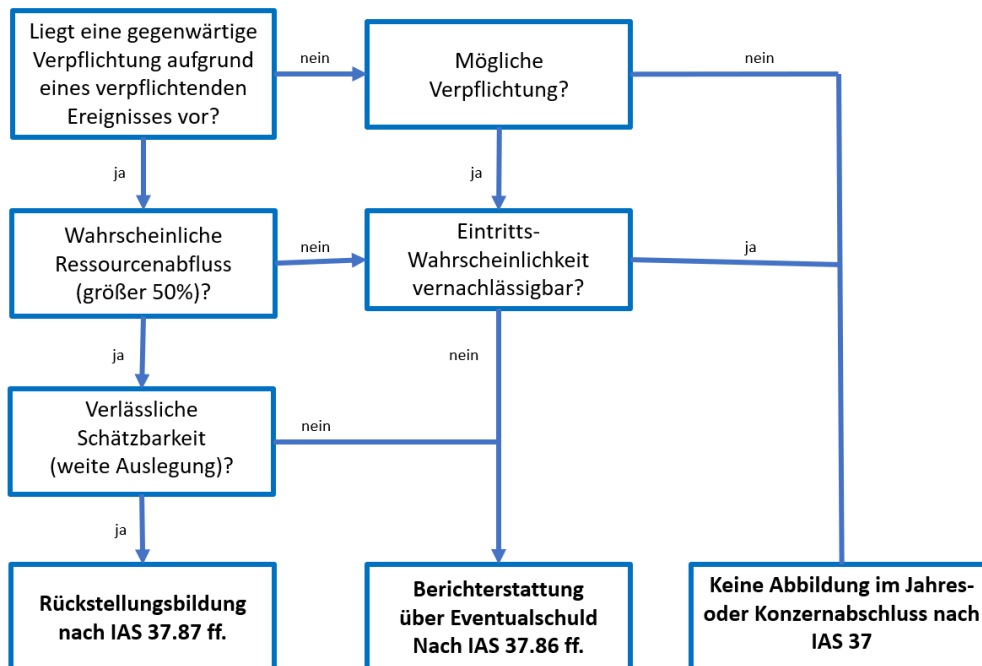 Liegt eine gegenwärtige
Verpflichtung aufgrund
eines verpflichtenden
Ereignisses vor?
nein
Mögliche
Verpflichtung?
nein
ja
ja
Wahrscheinliche
Ressourcenabfluss
(größer 50%)?
nein
Eintritts-
Wahrscheinlichkeit
vernachlässigbar?
ja
ja
nein
Verlässliche
Schätzbarkeit
(weite Auslegung)?
nein
ja
Rückstellungsbildung
nach IAS 37.87 ff.
Berichterstattung
über Eventualschuld
Nach IAS 37.86 ff.
Keine Abbildung im Jahres-
oder Konzernabschluss nach
IAS 37